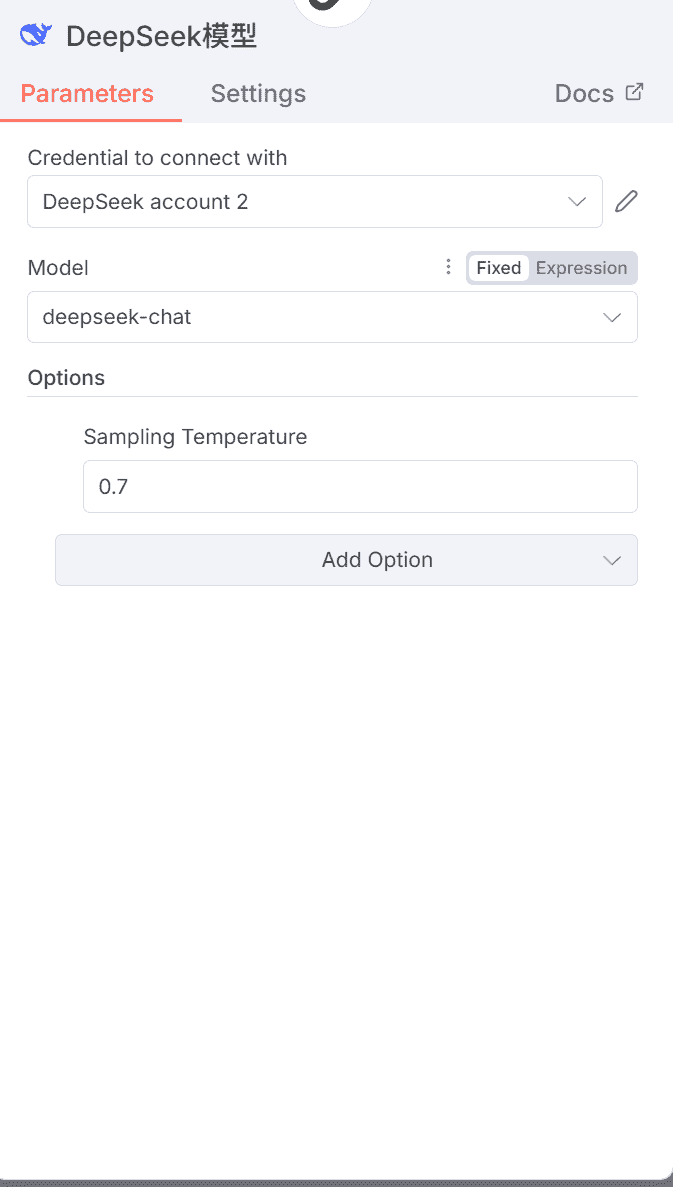 DeepSeek模型
Parameters Settings Docs
Credential to connect with
DeepSeek account 2
Model Fixed Expression
deepseek-chat
Options
Sampling Temperature
0.7
Add Option